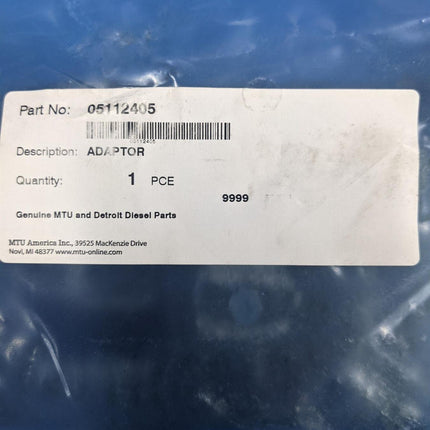 Part No: 05112405
05112405
Description: ADAPTOR
Quantity: 1 PCE
9999
Genuine MTU and Detroit Diesel Parts
MTU America Inc., 39525 MacKenzie Drive
Novi, MI 48377 www.mtu-online.com